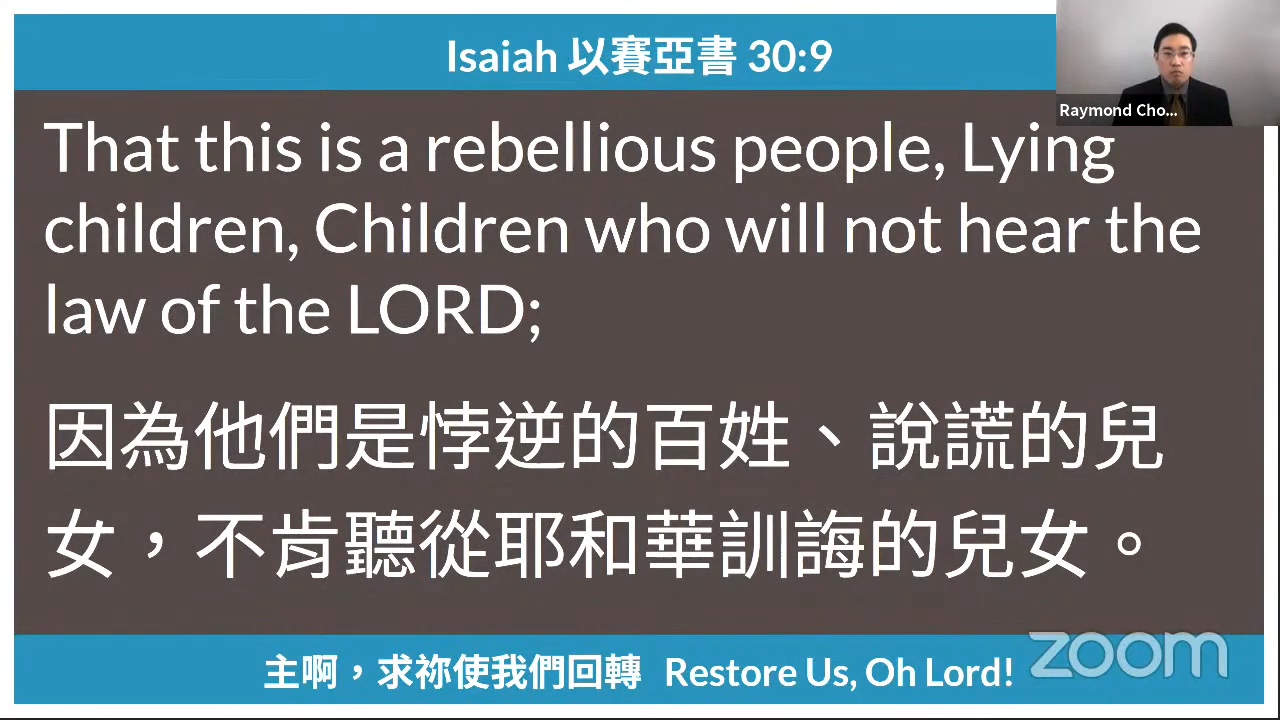 Isaiah 以賽亞書 30:9
Raymond Cho...
That this is a rebellious people, Lying
children, Children who will not hear the
law of the LORD;
因為他們是悖逆的百姓、說謊的兒
女，不肯聽從耶和華訓誨的兒女。
主啊，求祢使我們回轉 Restore Us, Oh Lord!
zoom